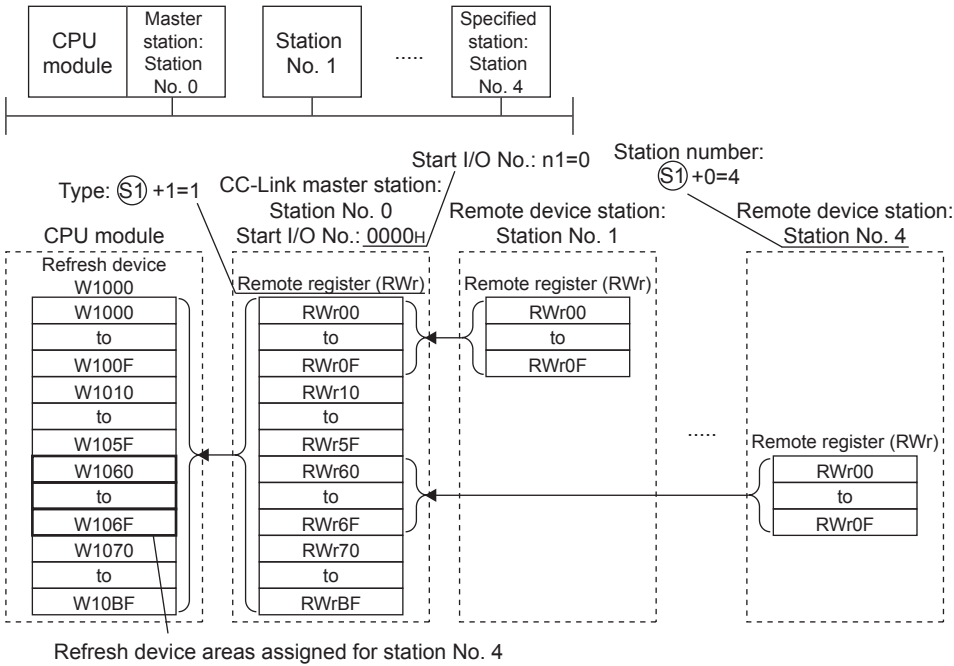 CPU
module
Master
station:
Station
No. 0
Station
No. 1
.....
Specified
station:
Station
No. 4
Start I/O No.: n1=0
Station number:
S1 +0=4
Type: S1 +1=1
CC-Link master station:
Station No. 0
Start I/O No.: 0000H
Remote device station:
Station No. 1
Remote device station:
Station No. 4
CPU module
Refresh device
W1000
W1000
to
W100F
W1010
to
W105F
W1060
to
W106F
W1070
to
W10BF
Remote register (RWr)
RWr00
to
RWr0F
RWr10
to
RWr5F
RWr60
to
RWr6F
RWr70
to
RWrBF
Remote register (RWr)
RWr00
to
RWr0F
.....
Remote register (RWr)
RWr00
to
RWr0F
Refresh device areas assigned for station No. 4